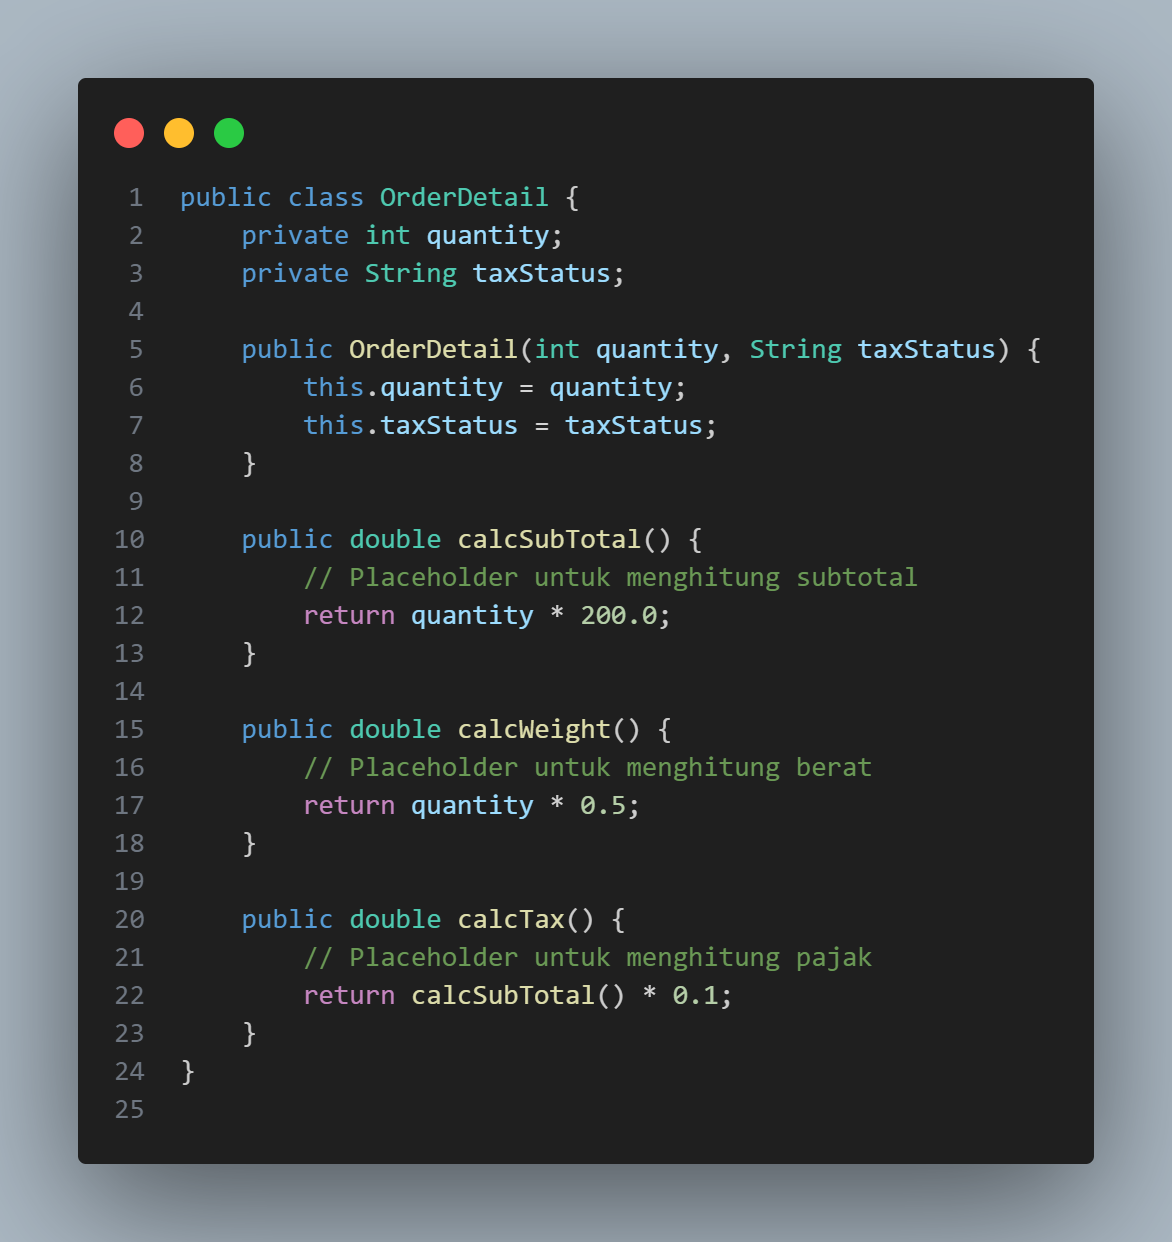 1 public class OrderDetail {
2     private int quantity;
3     private String taxStatus;
4
5     public OrderDetail(int quantity, String taxStatus) {
6         this.quantity = quantity;
7         this.taxStatus = taxStatus;
8     }
9
10     public double calcSubTotal() {
11         // Placeholder untuk menghitung subtotal
12         return quantity * 200.0;
13     }
14
15     public double calcWeight() {
16         // Placeholder untuk menghitung berat
17         return quantity * 0.5;
18     }
19
20     public double calcTax() {
21         // Placeholder untuk menghitung pajak
22         return calcSubTotal() * 0.1;
23     }
24 }
25